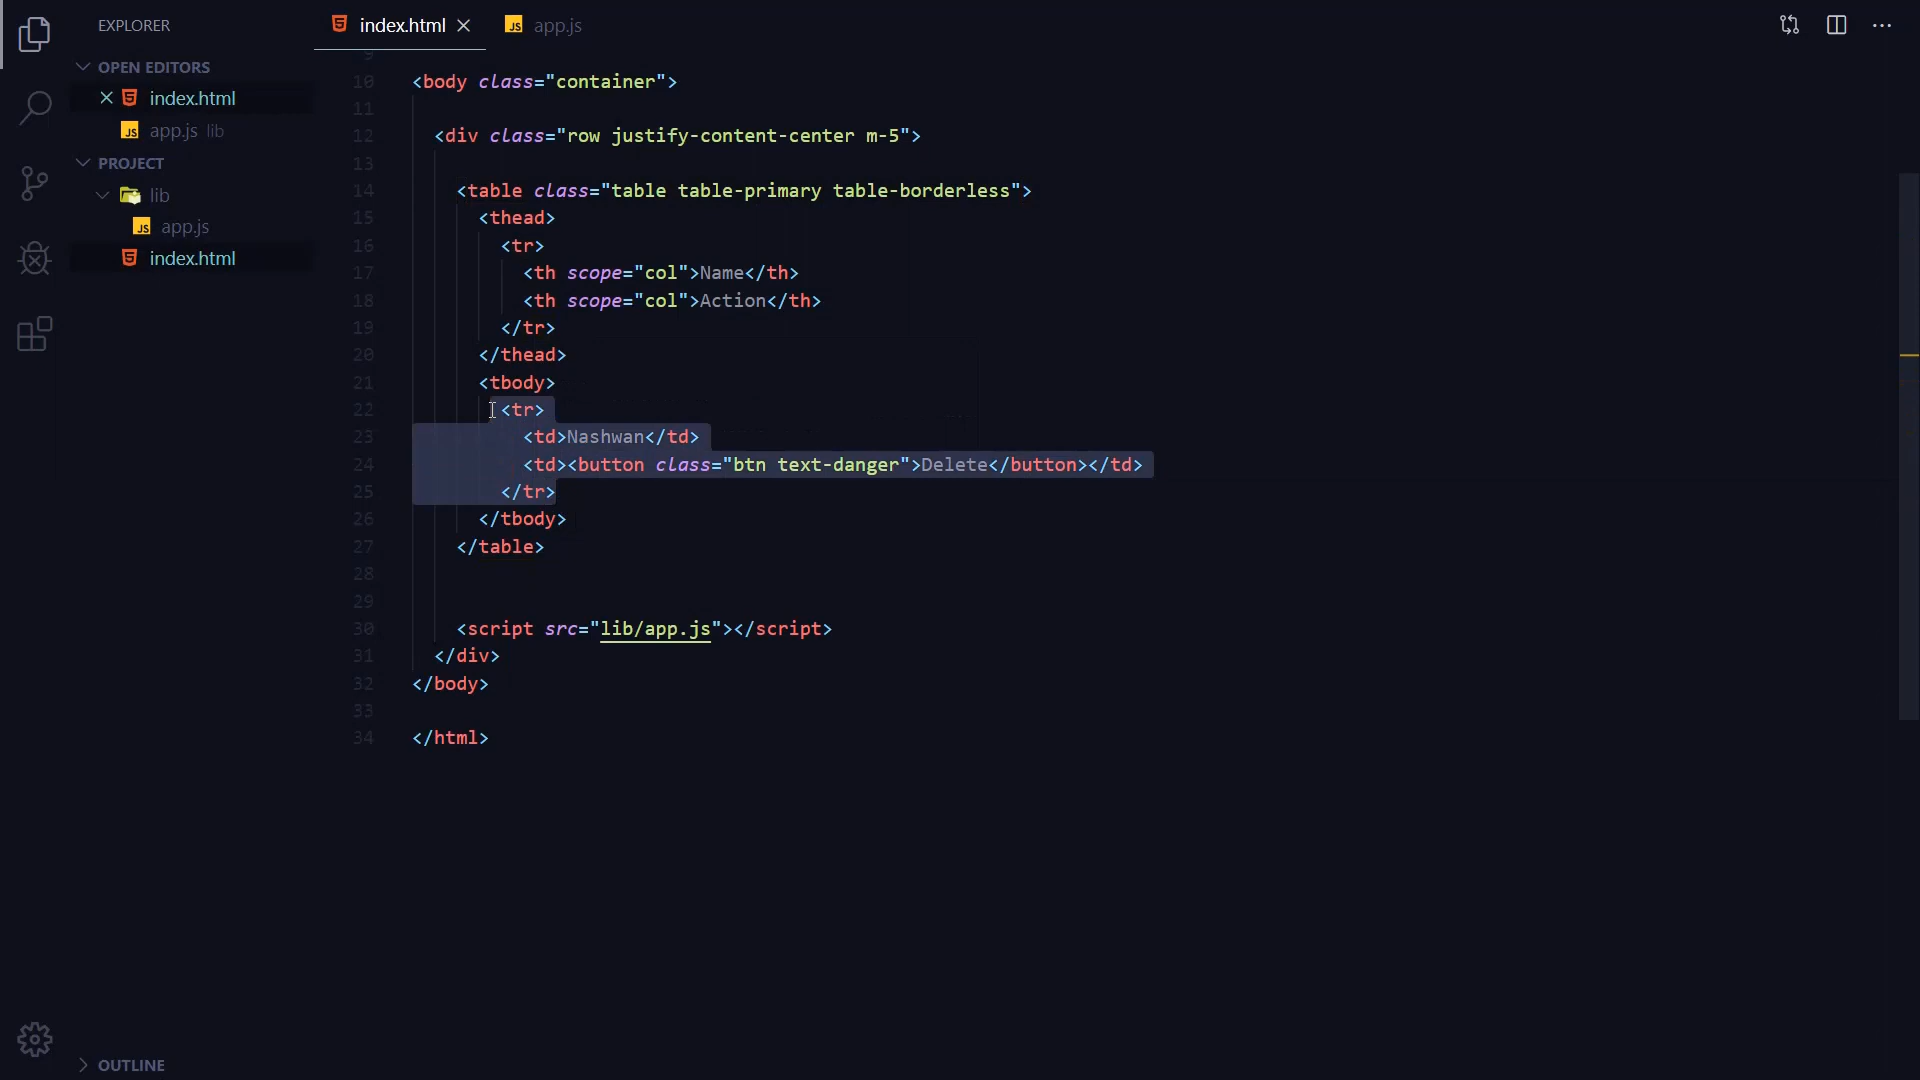 EXPLORER
OPEN EDITORS
index.html
app.js lib
PROJECT
lib
app.js
index.html
OUTLINE
index.html
JS app.js
9
10 <body class="container">
11
12 <div class="row justify-content-center m-5">
13
14 <table class="table table-primary table-borderless">
15 <thead>
16 <tr>
17 <th scope="col">Name</th>
18 <th scope="col">Action</th>
19 </tr>
20 </thead>
21 <tbody>
22 <tr>
23 <td>Nashwan</td>
24 <td><button class="btn text-danger">Delete</button></td>
25 </tr>
26 </tbody>
27 </table>
28
29
30 <script src="lib/app.js"></script>
31 </div>
32 </body>
33
34 </html>